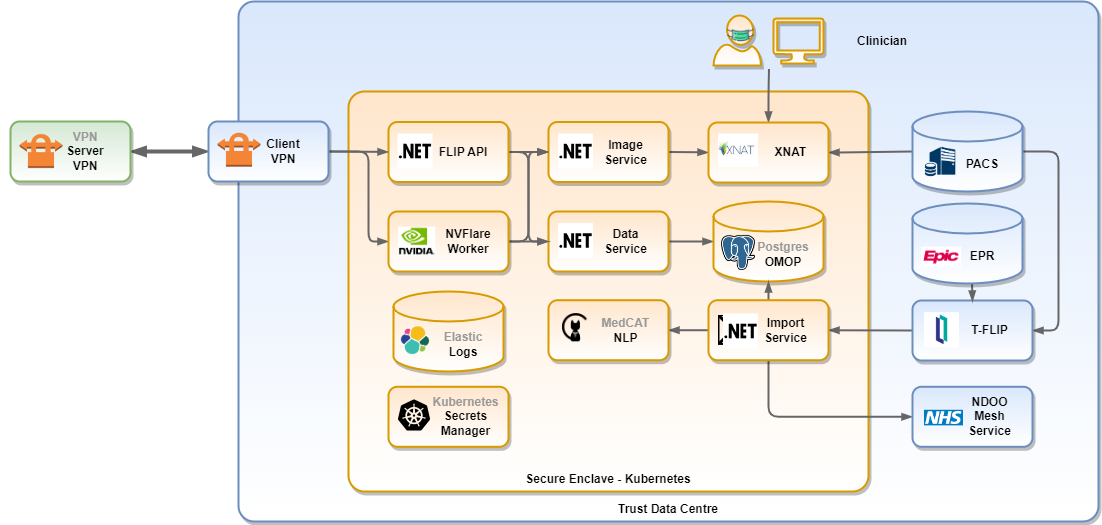 Clinician
VPN
Server
VPN
Client
VPN
.NET
FLIP API
.NET
Image
Service
XNAT
XNAT
PACS
NVIDIA.
NVFlare
Worker
.NET
Data
Service
Postgres
OMOP
Epic
EPR
Elastic
Logs
MedCAT
NLP
.NET
Import
Service
T-FLIP
Kubernetes
Secrets
Manager
NHS
NDOO
Mesh
Service
Secure Enclave - Kubernetes
Trust Data Centre